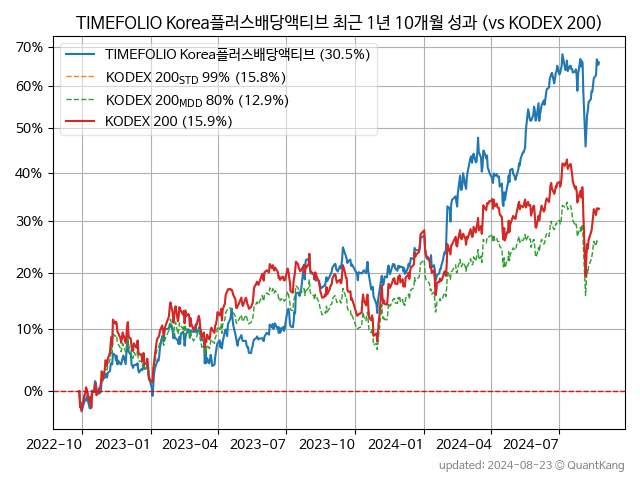 TIMEFOLIO Korea플러스배당액티브 최근 1년 10개월 성과 (vs KODEX 200)
TIMEFOLIO Korea플러스배당액티브 (30.5%)
KODEX 200STD 99% (15.8%)
KODEX 200MDD 80% (12.9%)
KODEX 200 (15.9%)
70%
60%
50%
40%
30%
20%
10%
0%
2022-10 2023-01 2023-04 2023-07 2023-10 2024-01 2024-04 2024-07
updated: 2024-08-23 © QuantKang